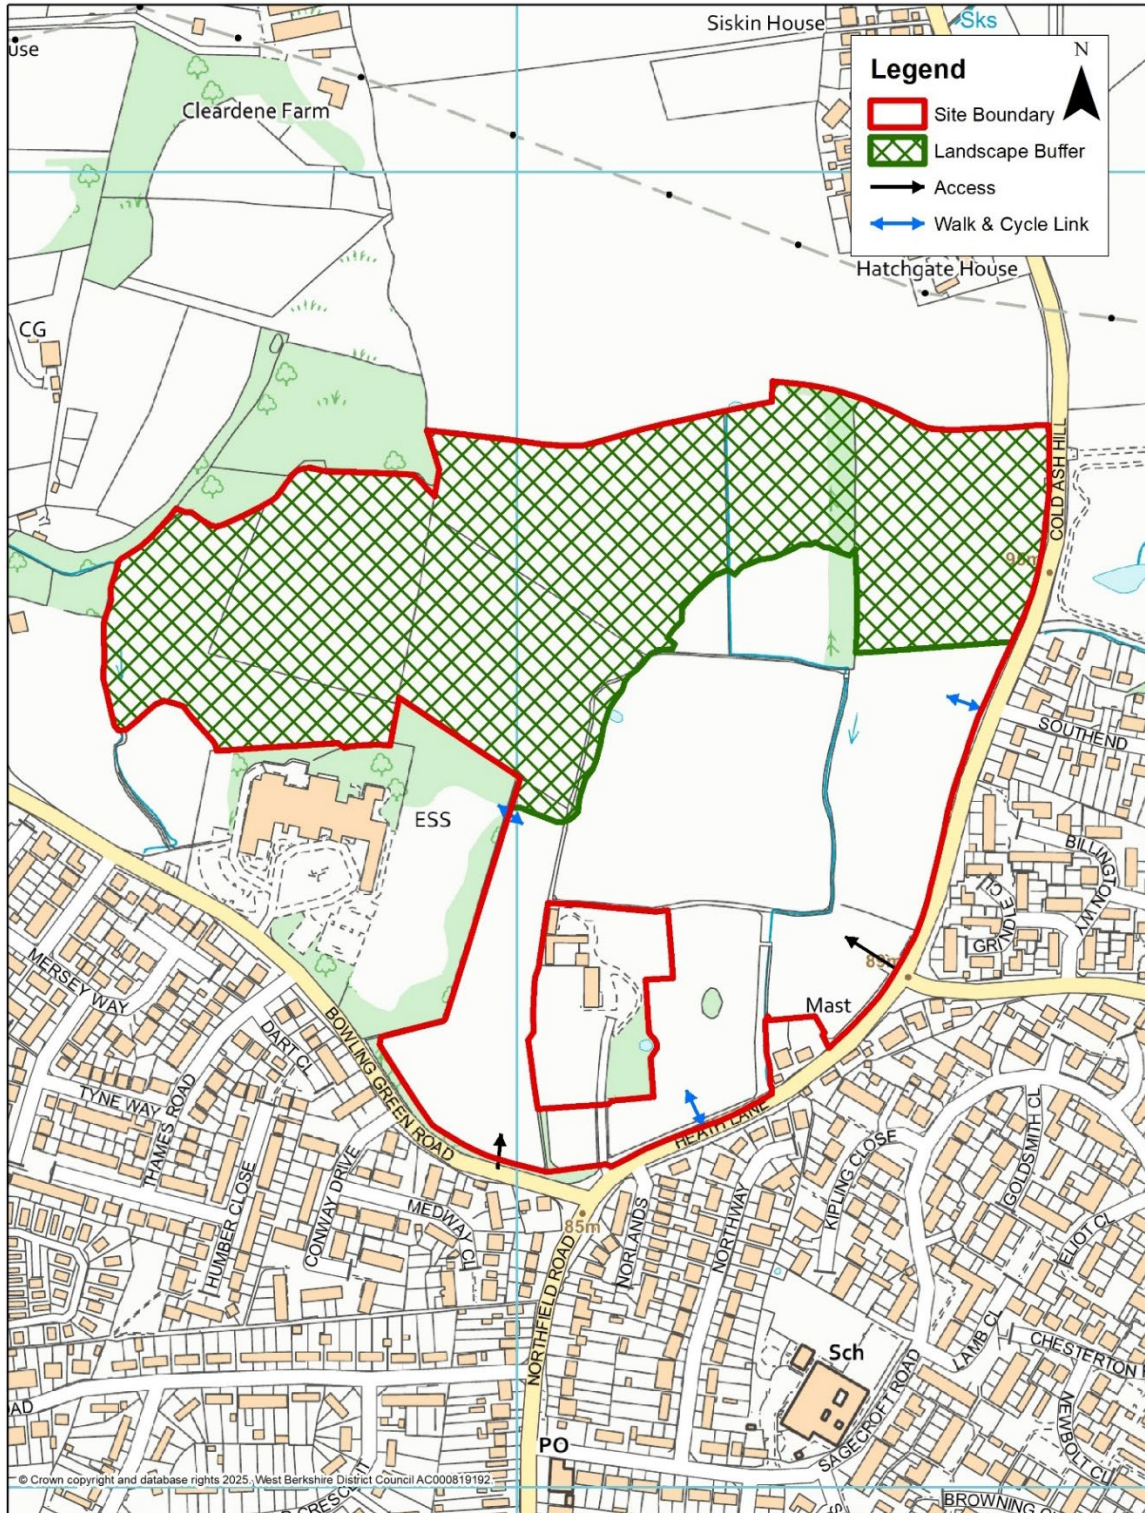 Siskin House
Sks
use
Cleardene Farm
Legend
N
Site Boundary
Landscape Buffer
Access
Walk & Cycle Link
Hatchgate House
CG
COLD ASH HILL
SOUTHEND
ESS
BILLINGTON WY
GRINDLE CL
89m
Mast
MERSEY WAY
DART CL
BOWLING GREEN ROAD
TYNE WAY
THAMES ROAD
HEATH LANE
HUMBER CLOSE
CONWAY DRIVE
MEDWAY CL
85m
NORLANDS
NORTHWAY
KIPLING CLOSE
GOLDSMITH CL
ELIOT CL
NORTHFIELD ROAD
LAMB CL
CHESTERTON
Sch
SAGECROFT ROAD
NEWBOLT CL
AD
PO
© Crown copyright and database rights 2025. West Berkshire District Council AC000819192.
BROWNING